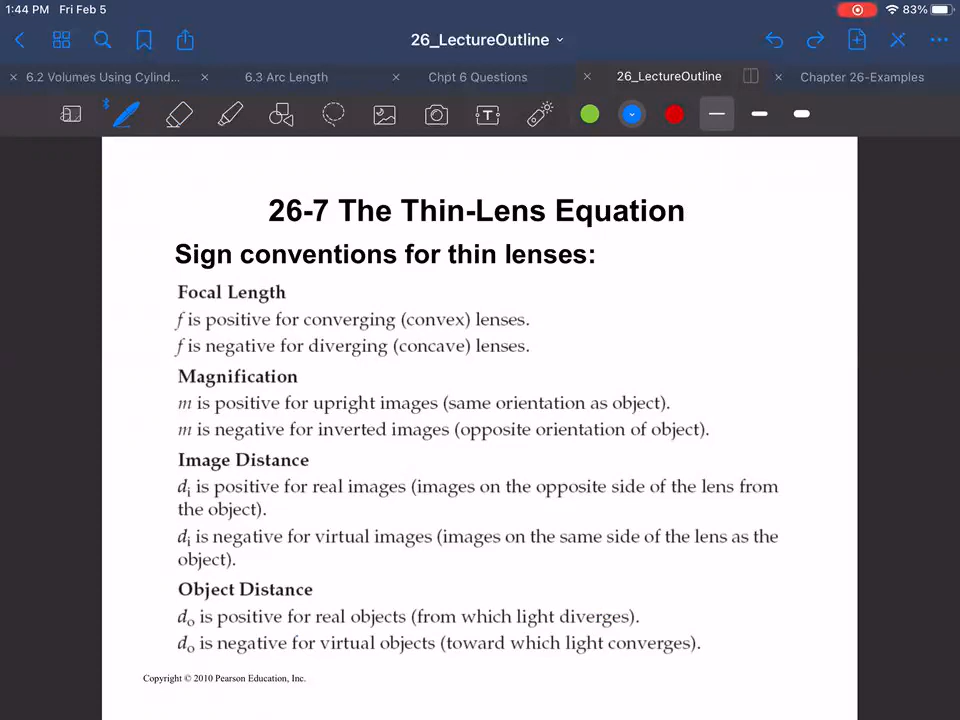 1:44 PM Fri Feb 5 83%
26_LectureOutline
6.2 Volumes Using Cylind... 6.3 Arc Length Chpt 6 Questions 26_LectureOutline Chapter 26-Examples
T
26-7 The Thin-Lens Equation
Sign conventions for thin lenses:
Focal Length
f is positive for converging (convex) lenses.
f is negative for diverging (concave) lenses.
Magnification
m is positive for upright images (same orientation as object).
m is negative for inverted images (opposite orientation of object).
Image Distance
di is positive for real images (images on the opposite side of the lens from
the object).
di is negative for virtual images (images on the same side of the lens as the
object).
Object Distance
do is positive for real objects (from which light diverges).
do is negative for virtual objects (toward which light converges).
Copyright © 2010 Pearson Education, Inc.